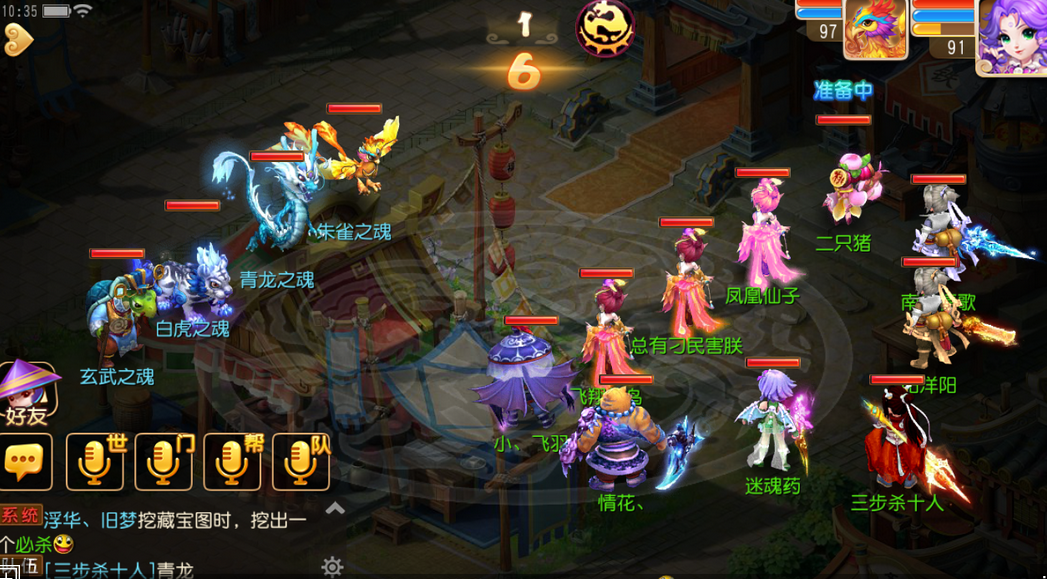 10:35
1
6
97
91
准备中
朱雀之魂
青龙之魂
白虎之魂
玄武之魂
二只猪
凤凰仙子
总有刁民害朕
小、飞羽
情花、
迷魂药
三步杀十人
好友
世
门
帮
队
系统 浮华、旧梦挖藏宝图时，挖出一
个必杀
[三步杀十人]青龙